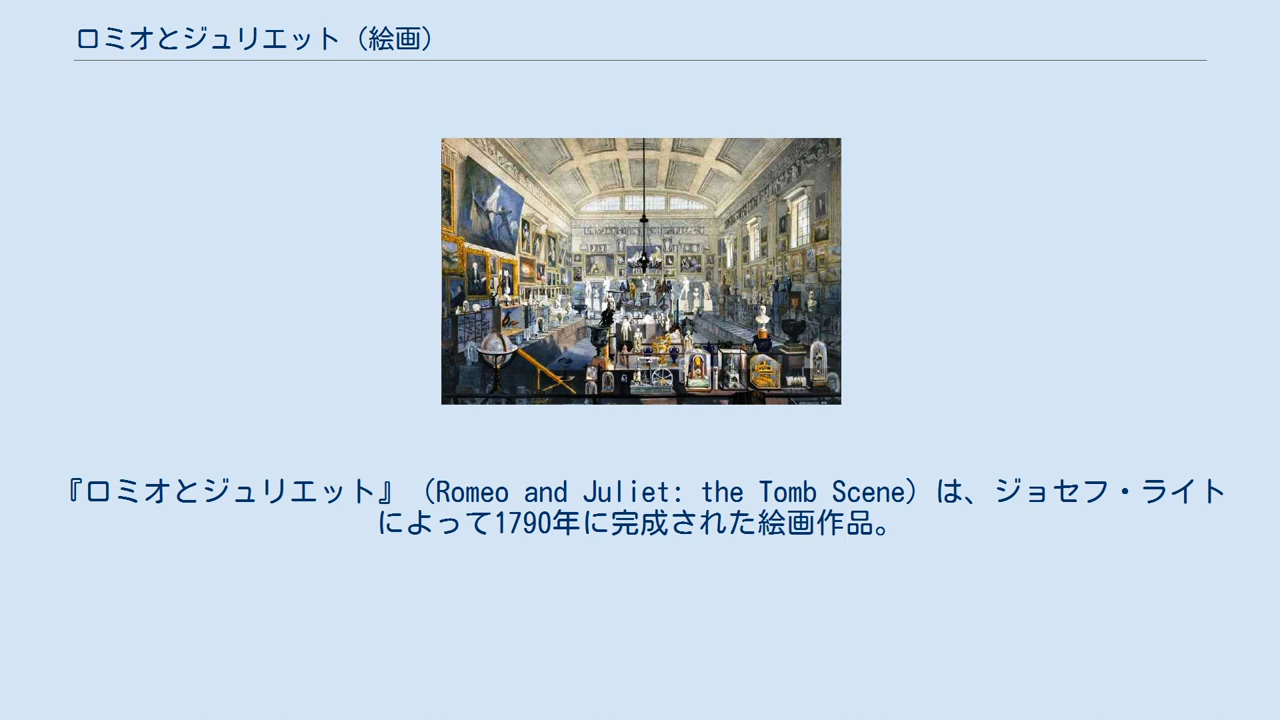 ロミオとジュリエット（絵画）
『ロミオとジュリエット』（Romeo and Juliet: the Tomb Scene）は、ジョセフ・ライト
によって1790年に完成された絵画作品。